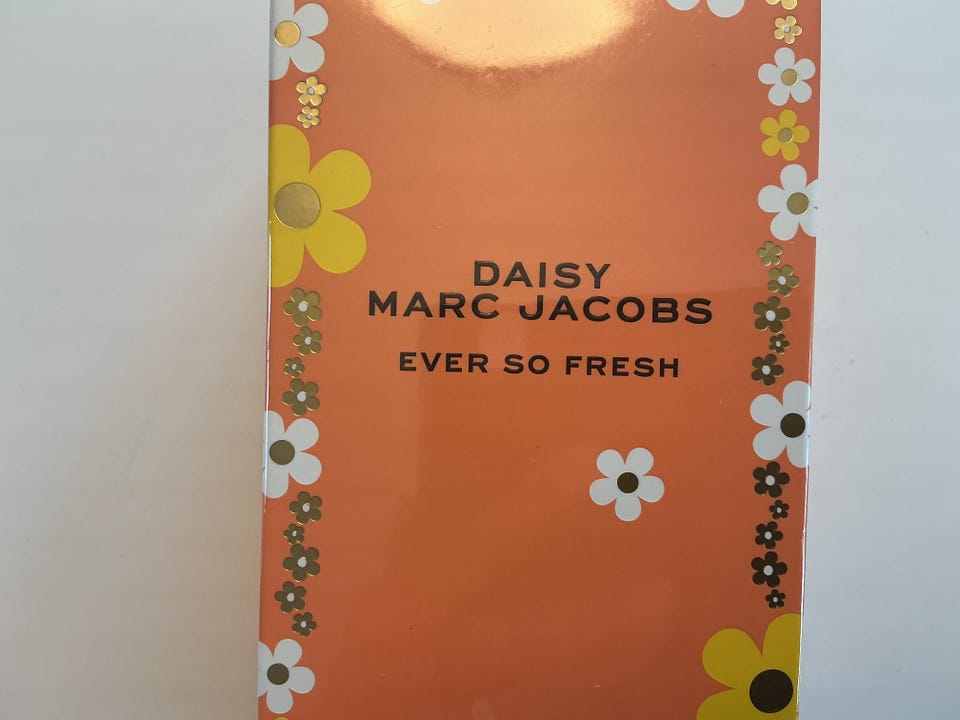 DAISY
MARC JACOBS
EVER SO FRESH